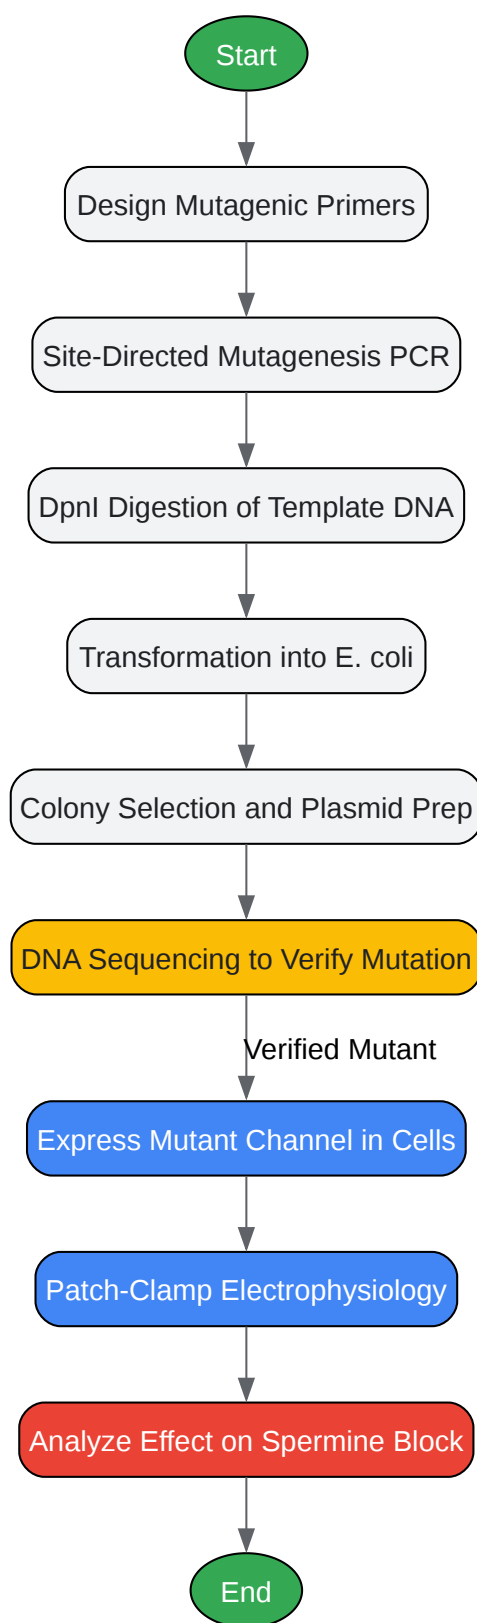 Start
Design Mutagenic Primers
Site-Directed Mutagenesis PCR
DpnI Digestion of Template DNA
Transformation into E. coli
Colony Selection and Plasmid Prep
DNA Sequencing to Verify Mutation
Verified Mutant
Express Mutant Channel in Cells
Patch-Clamp Electrophysiology
Analyze Effect on Spermine Block
End